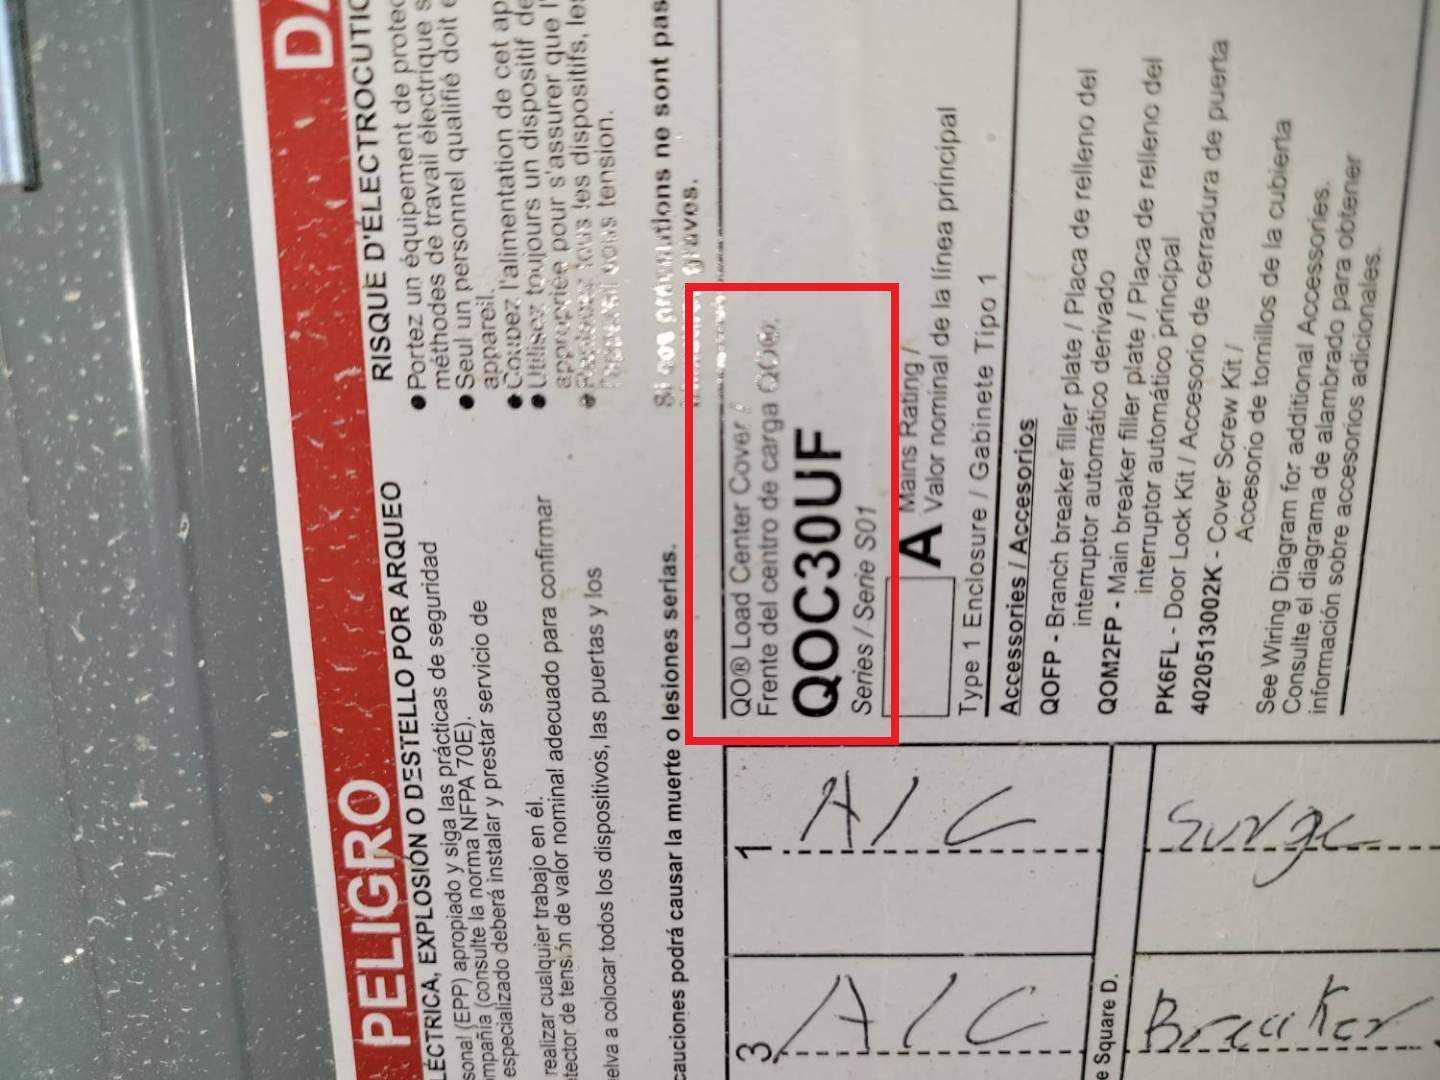 PELIGRO
ÉCTRICA, EXPLOSIÓN O DESTELLO POR ARQUEO
sonal (EPP) apropiado y siga las prácticas de seguridad
mpañía (consulte la norma NFPA 70E).
especializado deberá instalar y prestar servicio de
realizar cualquier trabajo en él.
tector de tensión de valor nominal adecuado para confirmar
elva a colocar todos los dispositivos, las puertas y los
cauciones podrá causar la muerte o lesiones serias.
DA
RISQUE D'ÉLECTROCUTIO
● Portez un équipement de protec
méthodes de travail électrique s
● Seul un personnel qualifié doit e
appareil.
● Coupez l'alimentation de cet ap
● Utilisez toujours un dispositif de
appropriée pour s'assurer que l'
● Replacez tous les dispositifs, les
sous tension.
Si ces précautions ne sont pas
graves.
QO® Load Center Cover /
Frente del centro de carga QO®.
QOC30UF
Series / Serie S01
A Mains Rating /
Valor nominal de la línea principal
Type 1 Enclosure / Gabinete Tipo 1
Accessories / Accesorios
QOFP - Branch breaker filler plate / Placa de relleno del
interruptor automático derivado
QOM2FP - Main breaker filler plate / Placa de relleno del
interruptor automático principal
PK6FL - Door Lock Kit / Accesorio de cerradura de puerta
4020513002K - Cover Screw Kit /
Accesorio de tornillos de la cubierta
See Wiring Diagram for additional Accessories.
Consulte el diagrama de alambrado para obtener
información sobre accesorios adicionales.
1 A/C
3 A/C
e Square D.
Surge
Breaker